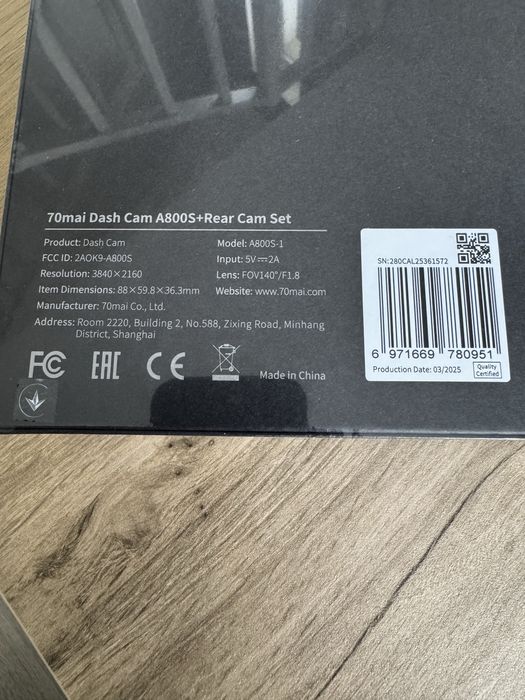 70mai Dash Cam A800S+Rear Cam Set
Product: Dash Cam
Model: A800S-1
FCC ID: 2AOK9-A800S
Input: 5V⎓2A
Resolution: 3840×2160
Lens: FOV140°/F1.8
Item Dimensions: 88×59.8×36.3mm
Website: www.70mai.com
Manufacturer: 70mai Co., Ltd.
Address: Room 2220, Building 2, No.588, Zixing Road, Minhang
District, Shanghai
FC EAC CE
Made in China
SN:280CAL25361572
6 971669 780951
Production Date: 03/2025
Quality
Certified